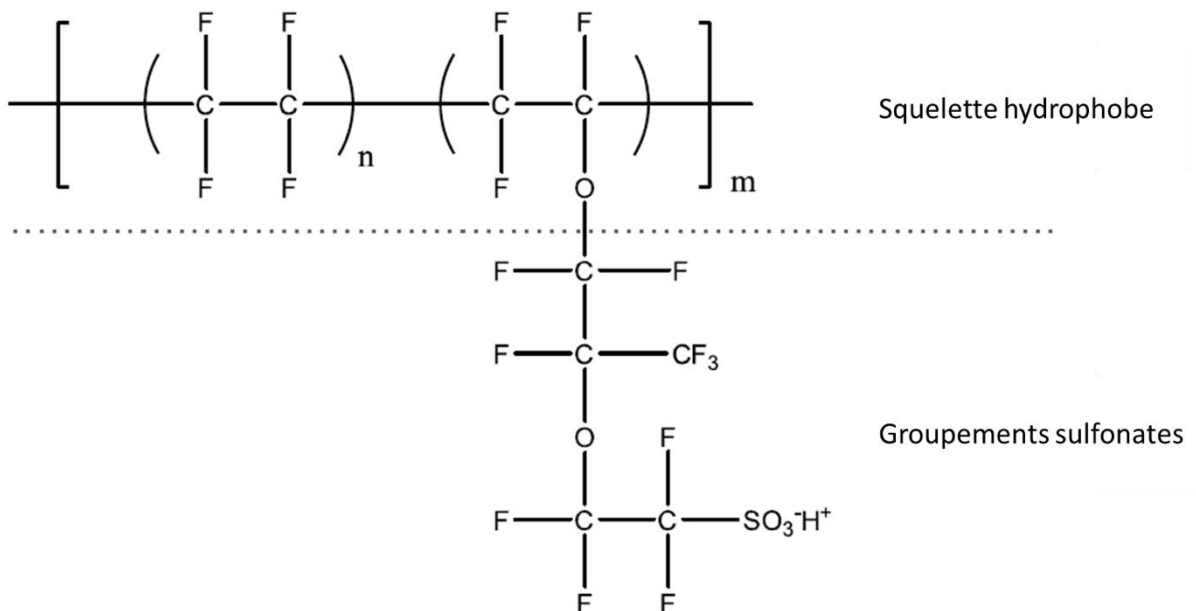 F F F F
C C C C
n
F F F O
m
Squelette hydrophobe
F C F
F C CF₃
O F
Groupements sulfonates
F C C SO₃⁻H⁺
F F